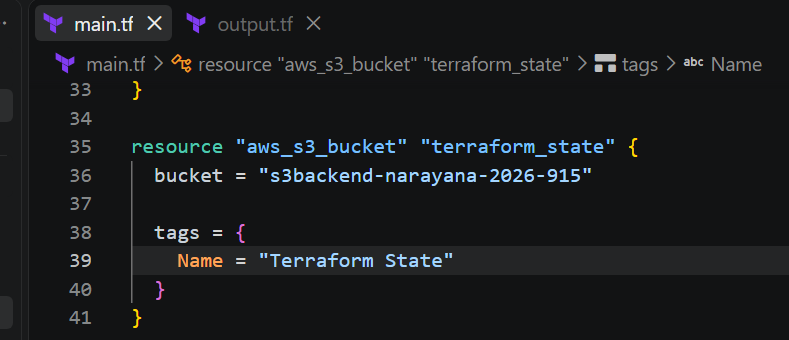 main.tf output.tf
main.tf > resource "aws_s3_bucket" "terraform_state" > tags > abc Name
33 }
34
35 resource "aws_s3_bucket" "terraform_state" {
36 bucket = "s3backend-narayana-2026-915"
37
38 tags = {
39 Name = "Terraform State"
40 }
41 }